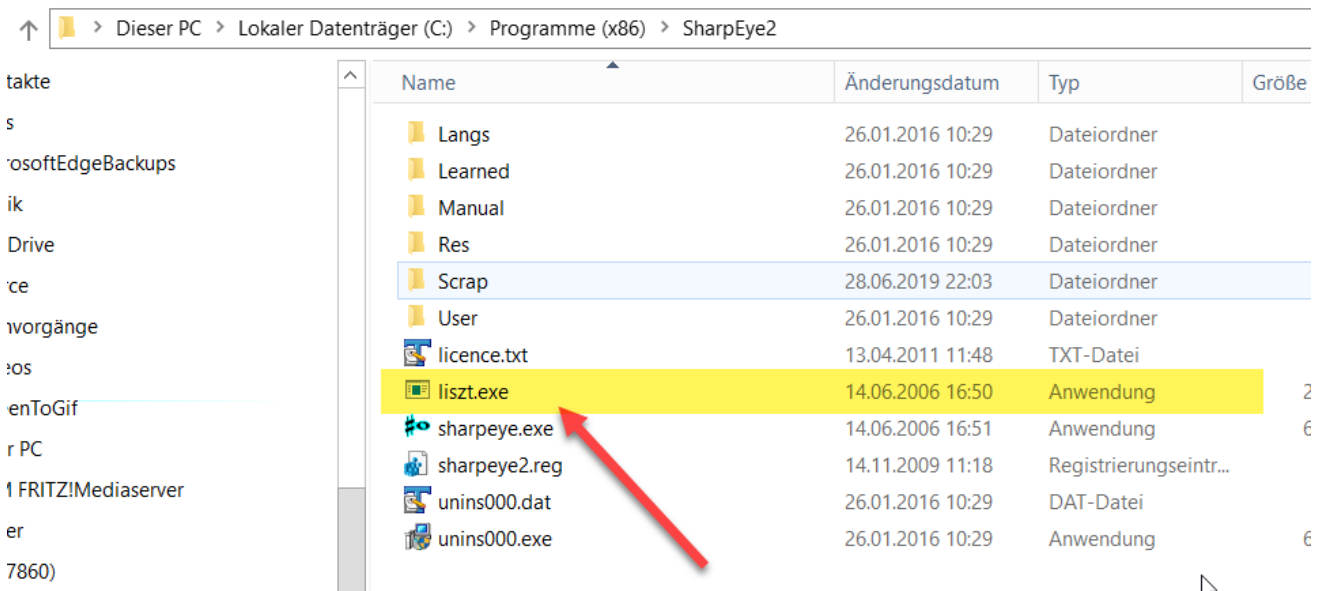 Dieser PC > Lokaler Datenträger (C:) > Programme (x86) > SharpEye2
takte
s
rosoftEdgeBackups
ik
Drive
rce
nvorgänge
eos
enToGif
r PC
M FRITZ!Mediaserver
er
7860)
Name Änderungsdatum Typ Größe
Langs 26.01.2016 10:29 Dateiordner
Learned 26.01.2016 10:29 Dateiordner
Manual 26.01.2016 10:29 Dateiordner
Res 26.01.2016 10:29 Dateiordner
Scrap 28.06.2019 22:03 Dateiordner
User 26.01.2016 10:29 Dateiordner
licence.txt 13.04.2011 11:48 TXT-Datei
liszt.exe 14.06.2006 16:50 Anwendung 2
sharpeye.exe 14.06.2006 16:51 Anwendung 6
sharpeye2.reg 14.11.2009 11:18 Registrierungseintr...
unins000.dat 26.01.2016 10:29 DAT-Datei
unins000.exe 26.01.2016 10:29 Anwendung 6